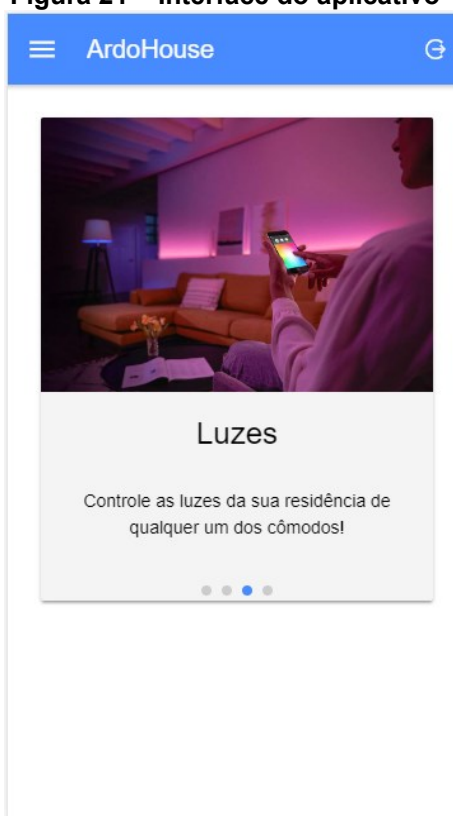 Figura 21 – Interface do aplicativo
ArdoHouse
Luzes
Controle as luzes da sua residência de
qualquer um dos cômodos!